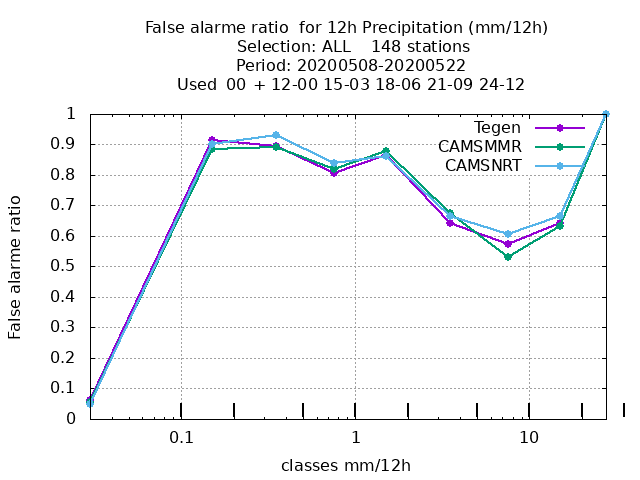 False alarme ratio  for 12h Precipitation (mm/12h)
Selection: ALL    148 stations
Period: 20200508-20200522
Used  00 + 12-00 15-03 18-06 21-09 24-12
Tegen
CAMSMMR
CAMSNRT
1
0.9
0.8
0.7
0.6
0.5
0.4
0.3
0.2
0.1
0
False alarme ratio
0.1
1
10
classes mm/12h